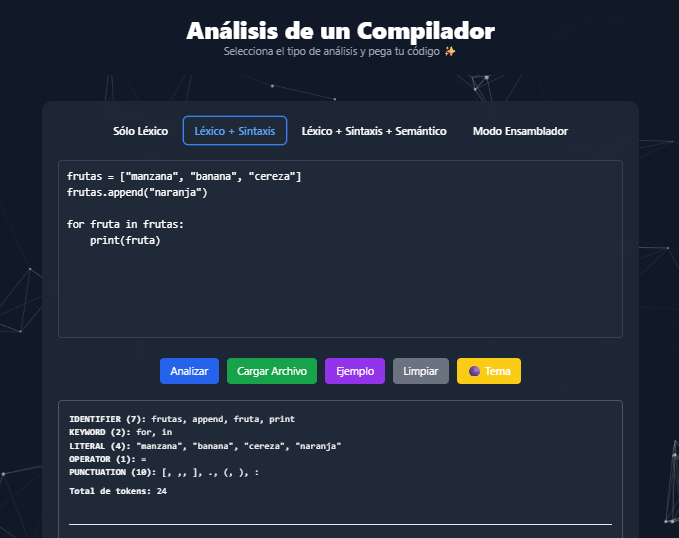 Análisis de un Compilador
Selecciona el tipo de análisis y pega tu código ✨
Sólo Léxico
Léxico + Sintaxis
Léxico + Sintaxis + Semántico
Modo Ensamblador
frutas = ["manzana", "banana", "cereza"]
frutas.append("naranja")
for fruta in frutas:
    print(fruta)
Analizar
Cargar Archivo
Ejemplo
Limpiar
Tema
IDENTIFIER (7): frutas, append, fruta, print
KEYWORD (2): for, in
LITERAL (4): "manzana", "banana", "cereza", "naranja"
OPERATOR (1): =
PUNCTUATION (10): [, ,, ], ., (, ), :
Total de tokens: 24